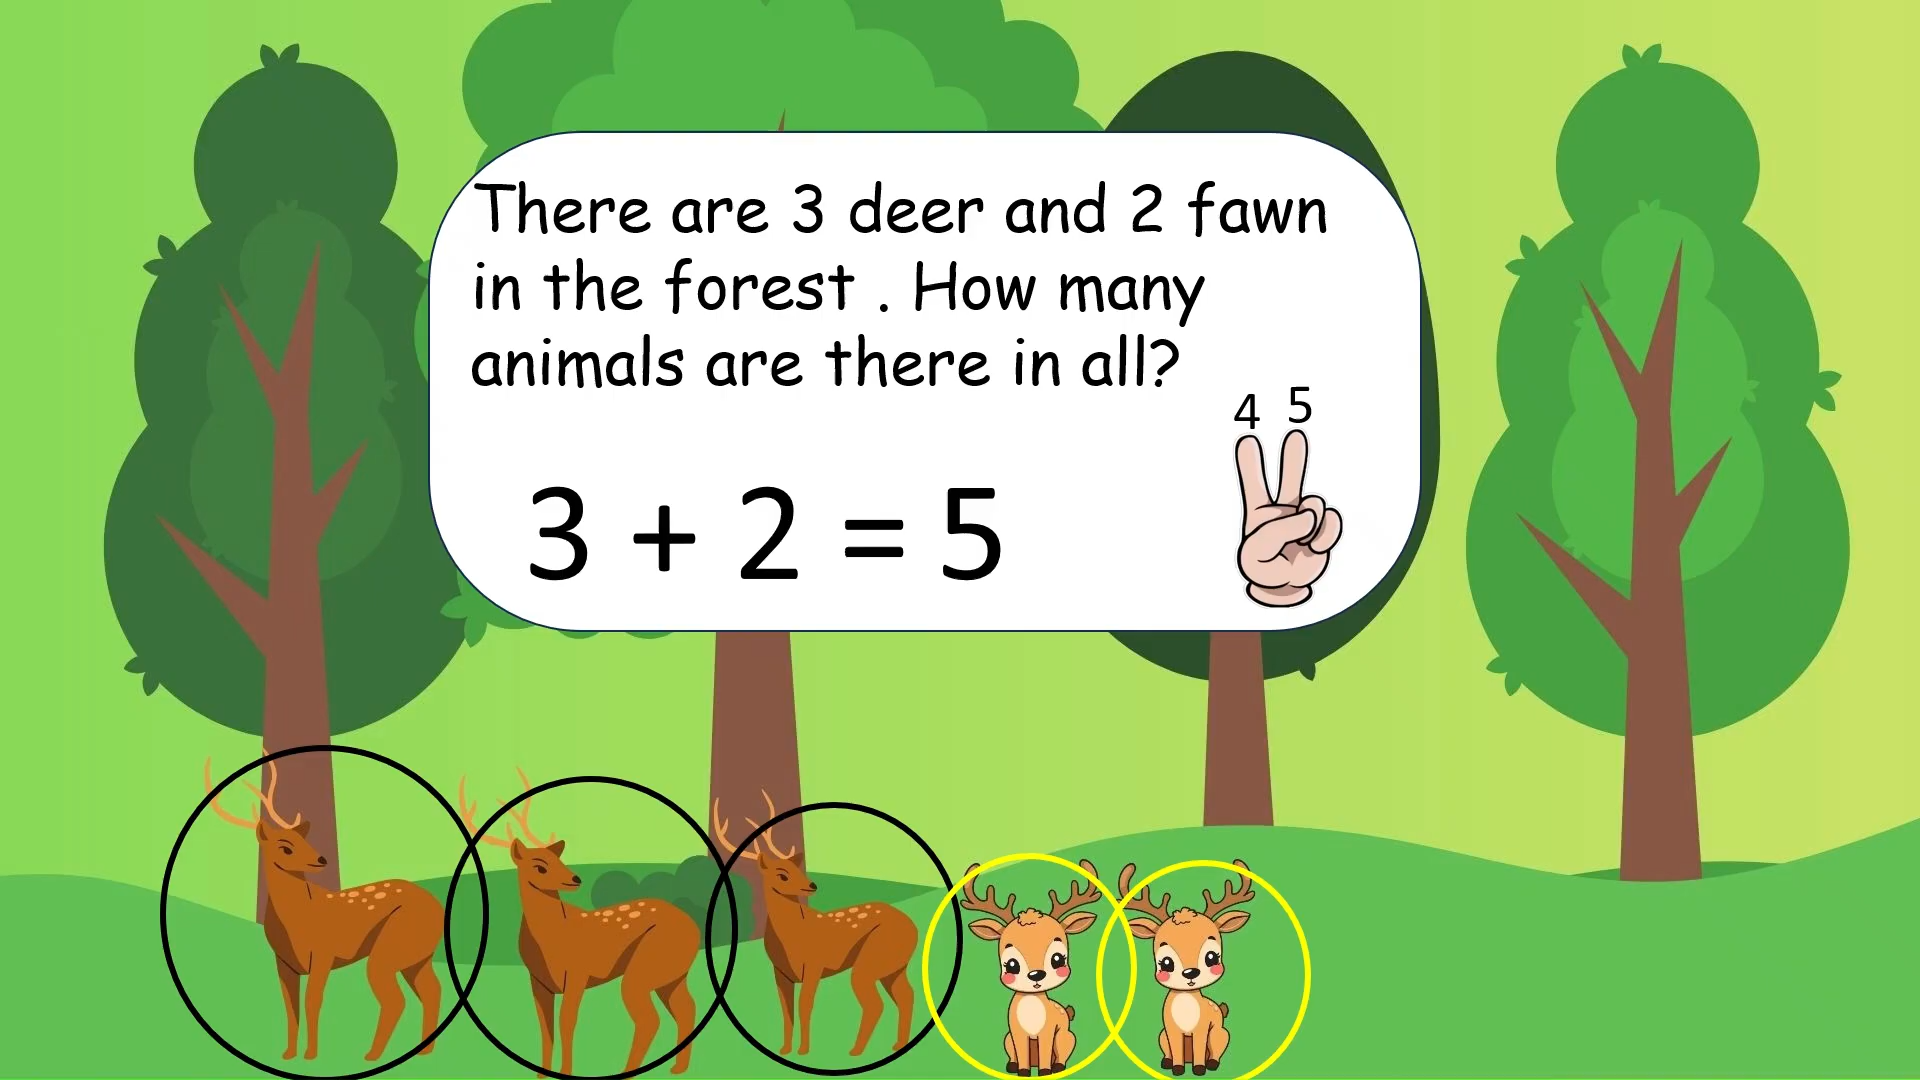 There are 3 deer and 2 fawn
in the forest . How many
animals are there in all?
4 5
3 + 2 = 5